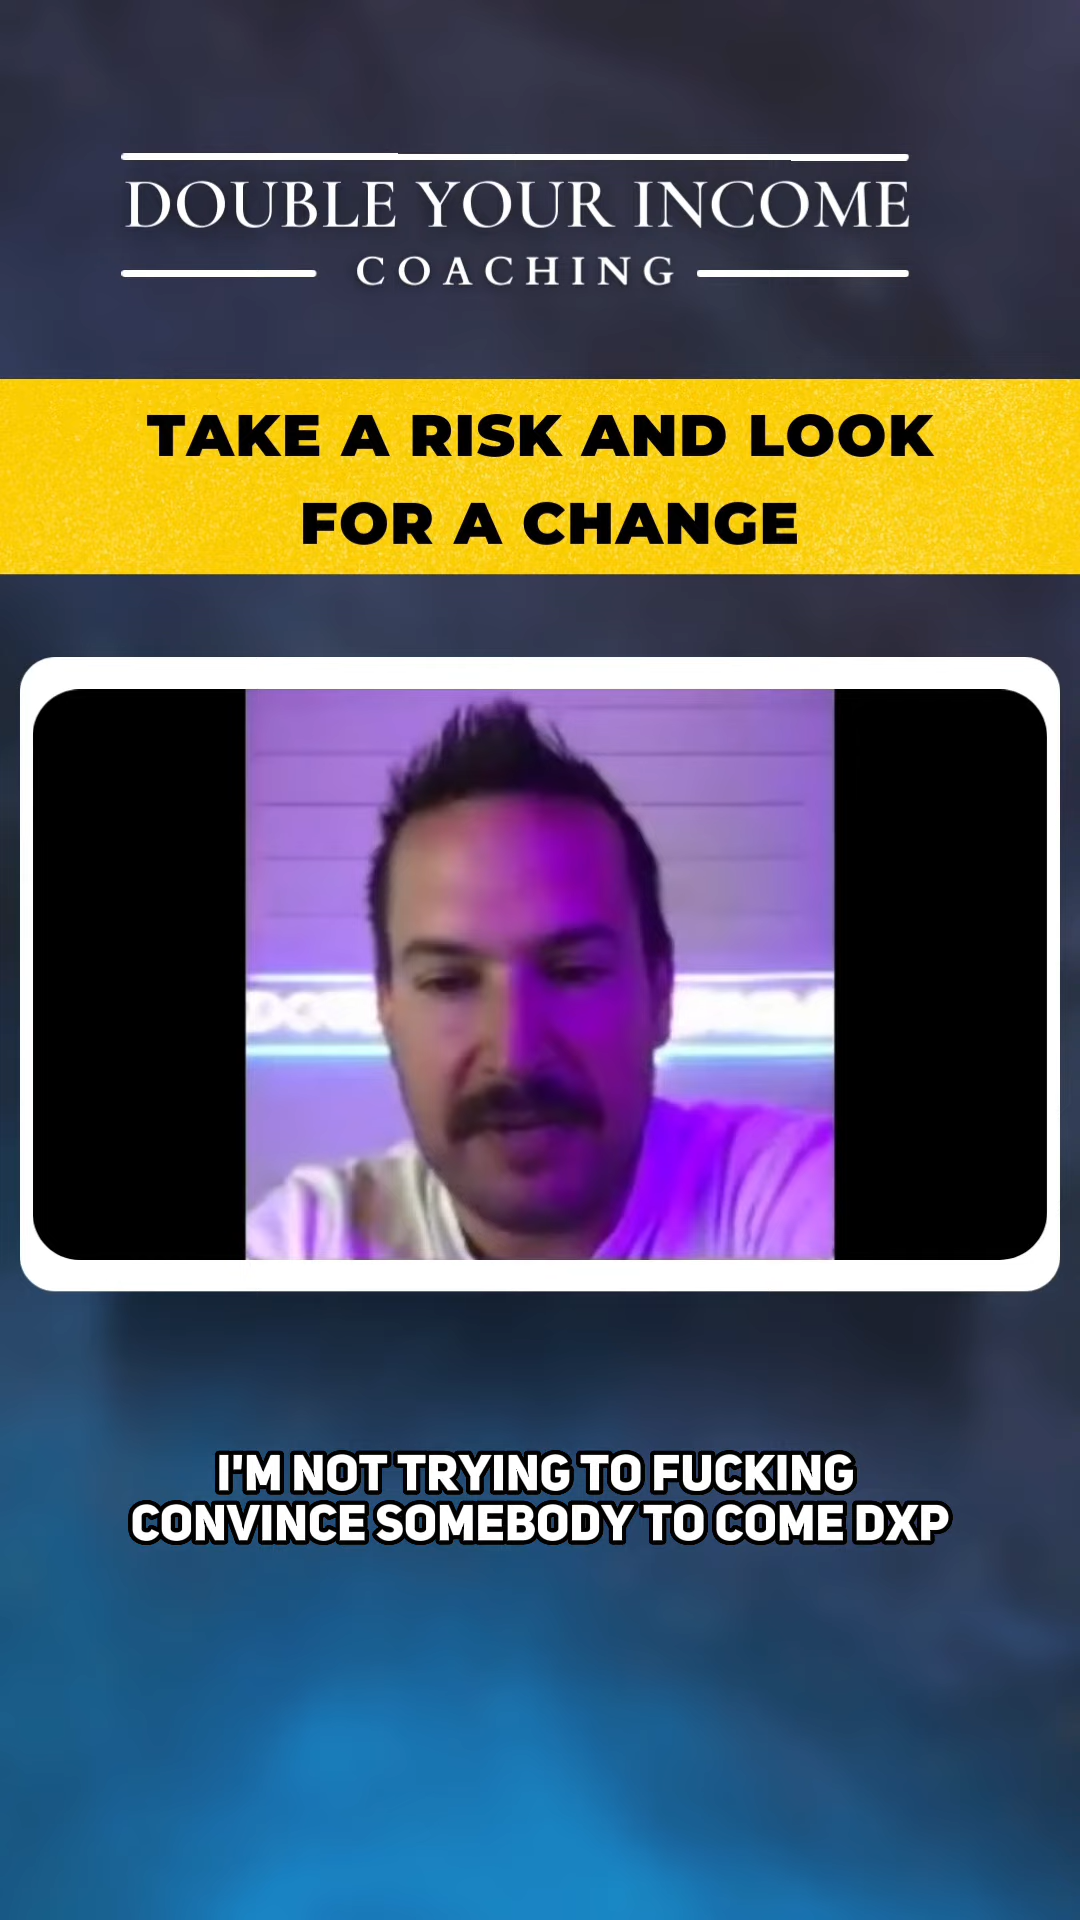 DOUBLE YOUR INCOME
COACHING
TAKE A RISK AND LOOK
FOR A CHANGE
I'M NOT TRYING TO FUCKING
CONVINCE SOMEBODY TO COME DXP